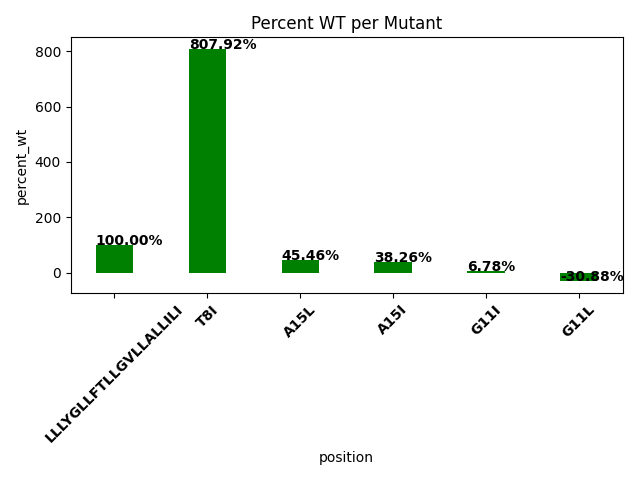 Percent WT per Mutant
percent_wt
800
600
400
200
0
100.00%
807.92%
45.46%
38.26%
6.78%
-30.88%
LLLYGLLFTLLGVLLALLILI
T8I
A15L
A15I
G11I
G11L
position